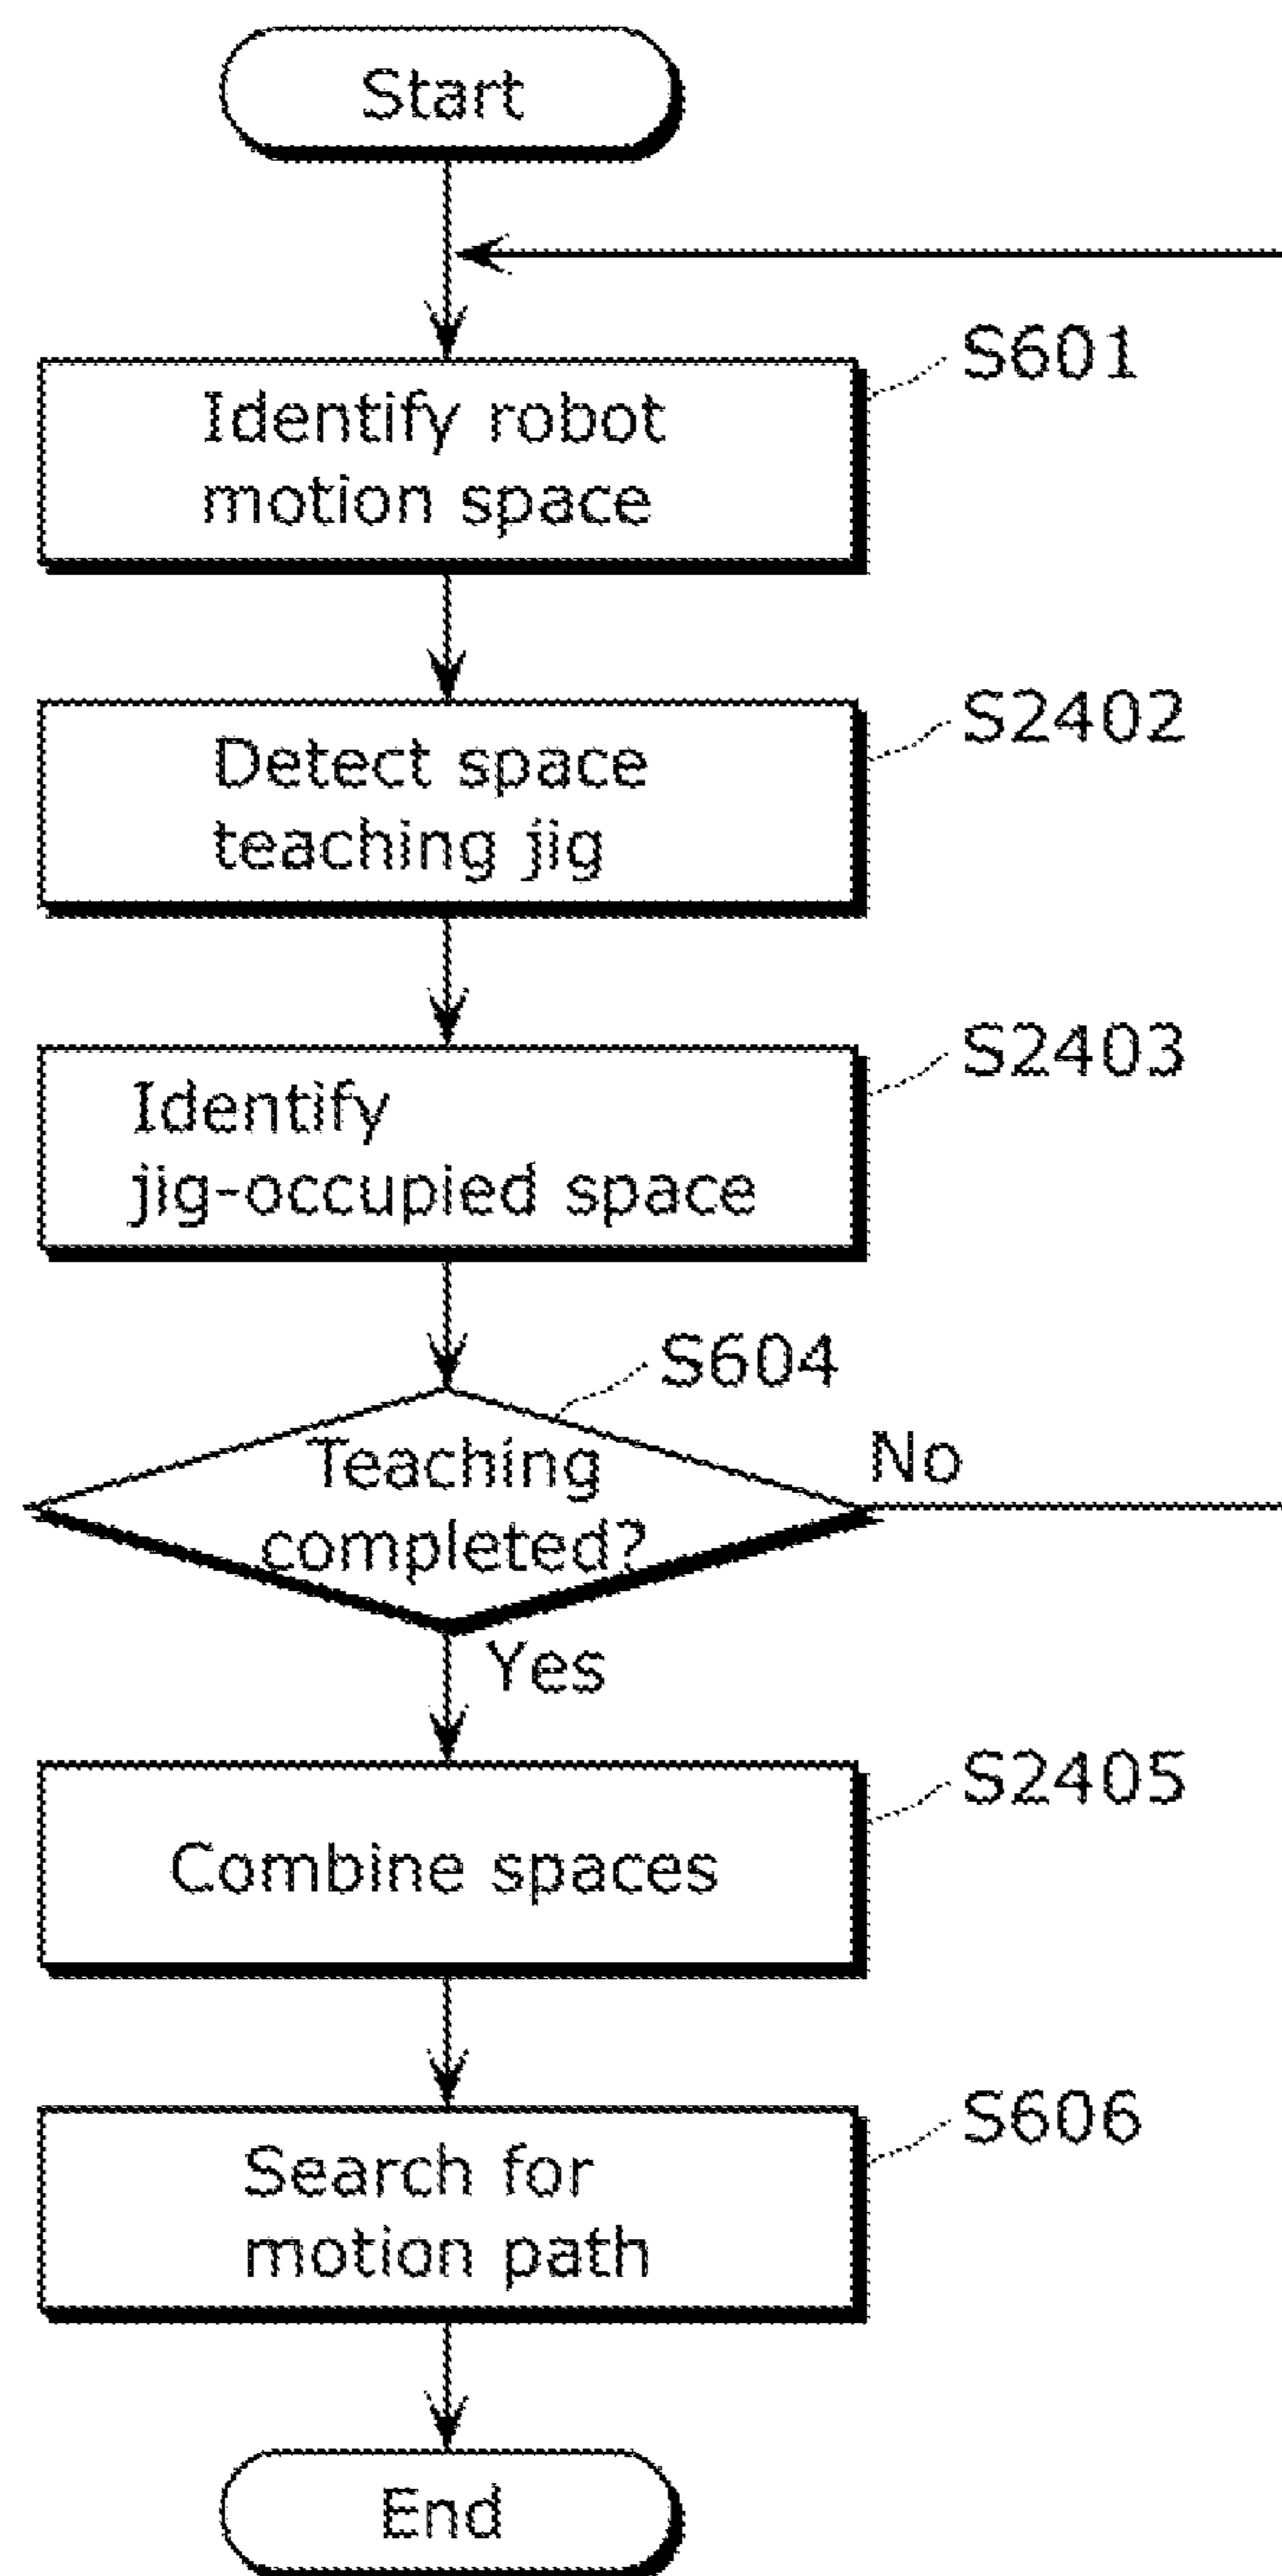 Start
S601
Identify robot
motion space
S2402
Detect space
teaching jig
S2403
Identify
jig-occupied space
S604
Teaching
completed?
No
Yes
S2405
Combine spaces
S606
Search for
motion path
End